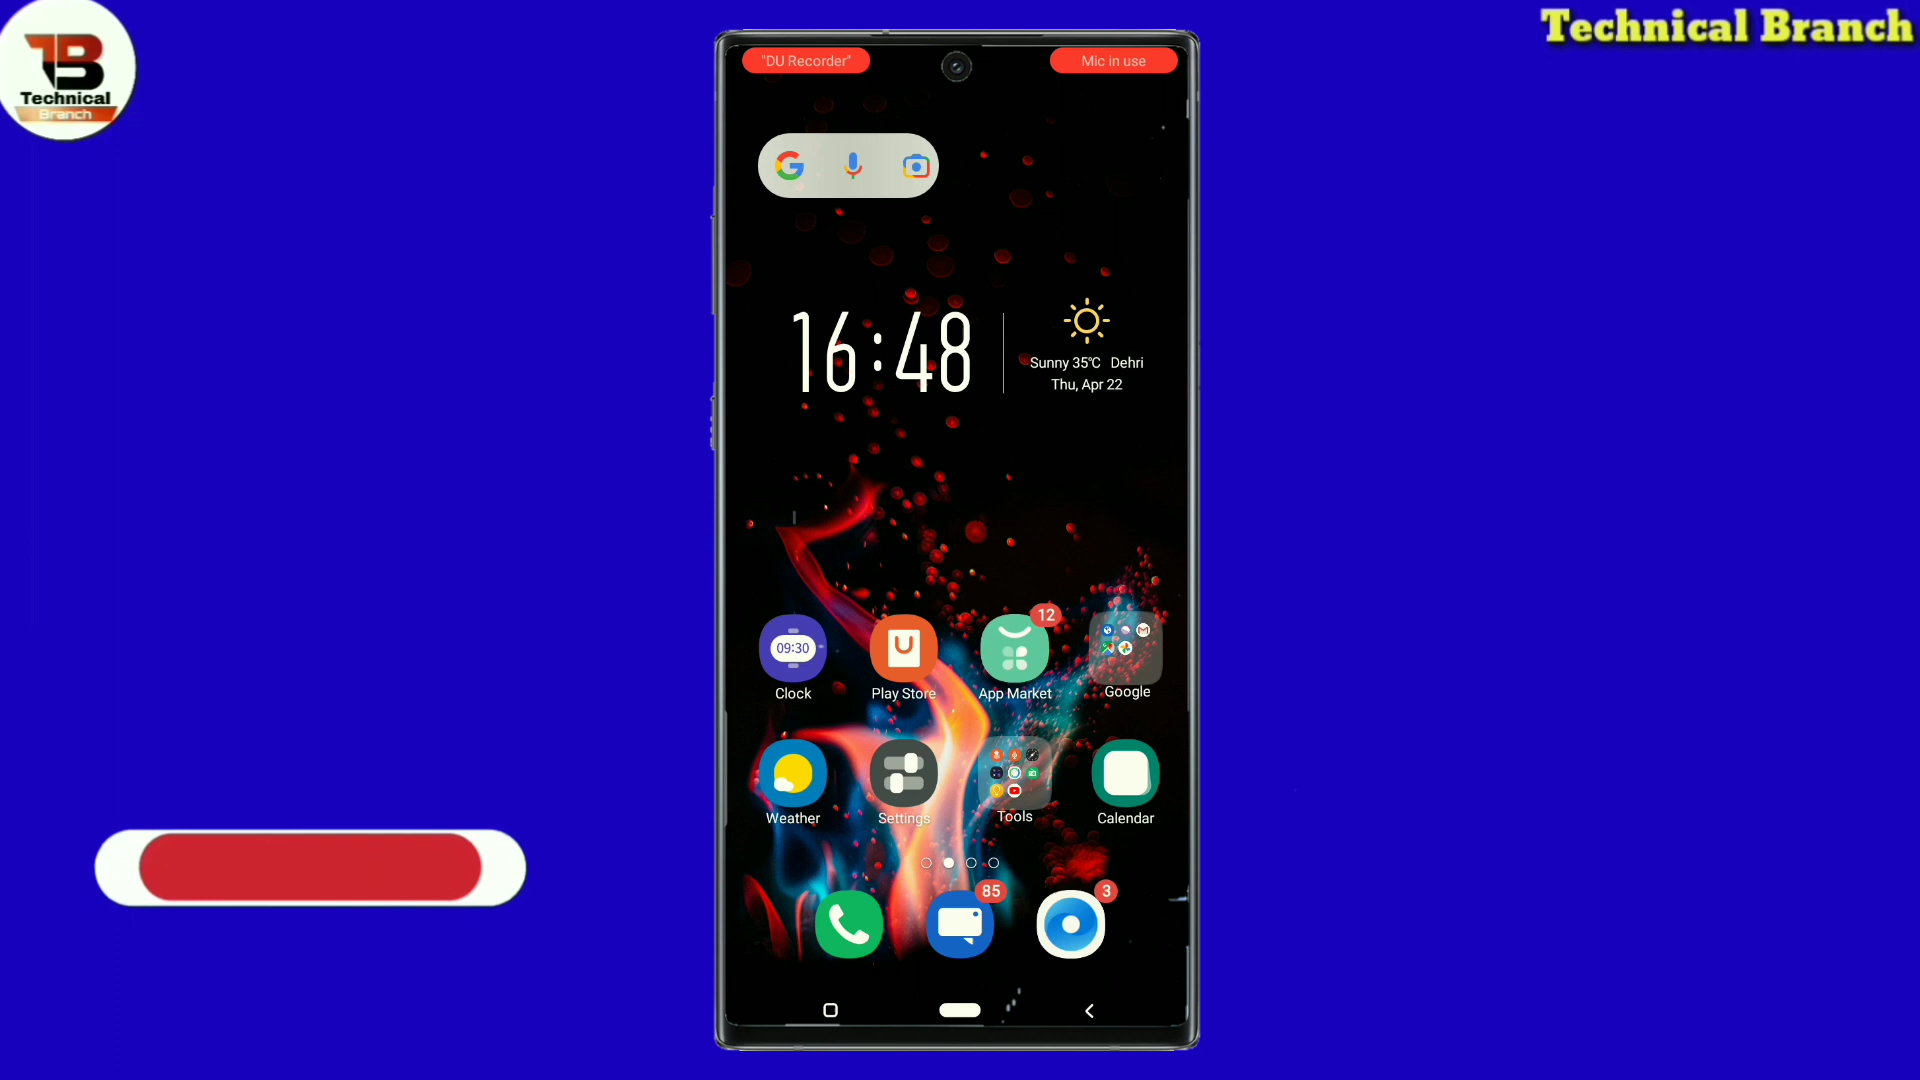 Technical Branch
TB
Technical
Branch
"DU Recorder"
Mic in use
16:48
Sunny 35℃ Dehri
Thu, Apr 22
12
09:30
Clock
Play Store
App Market
Google
Weather
Settings
Tools
Calendar
85
3